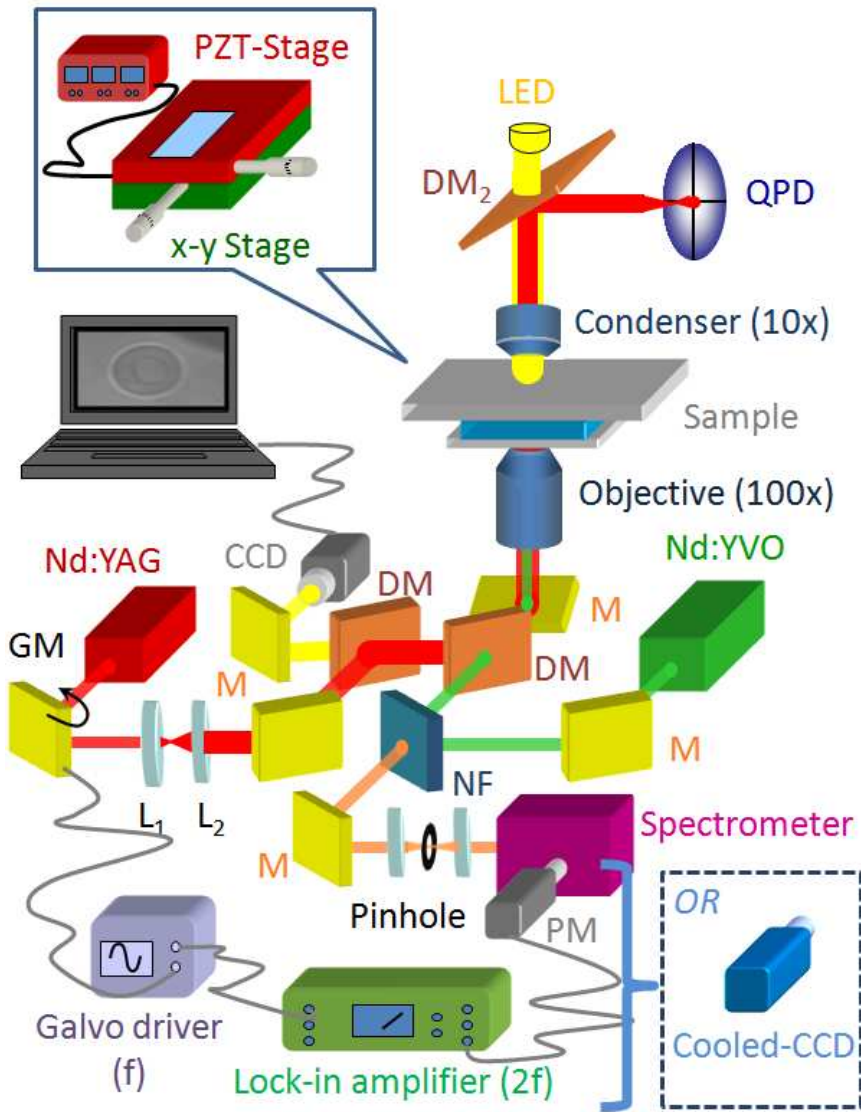 PZT-Stage
x-y Stage
LED
DM2
QPD
Condenser (10x)
Sample
Objective (100x)
Nd:YAG
CCD
DM
Nd:YVO
GM
M
M
DM
M
NF
L1
L2
M
Spectrometer
Pinhole
PM
OR
Cooled-CCD
Galvo driver
(f)
Lock-in amplifier (2f)